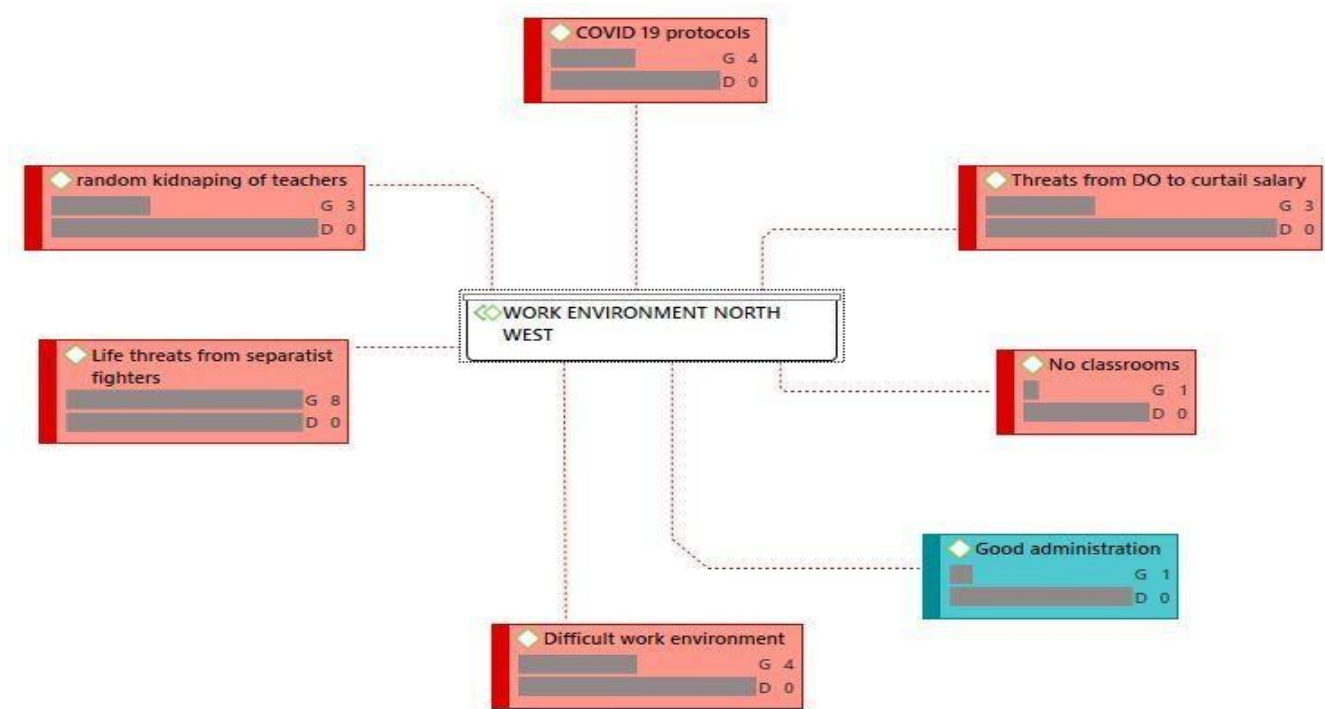 COVID 19 protocols
G 4
D 0
random kidnaping of teachers
G 3
D 0
Threats from DO to curtail salary
G 3
D 0
WORK ENVIRONMENT NORTH
WEST
Life threats from separatist
fighters
G 8
D 0
No classrooms
G 1
D 0
Good administration
G 1
D 0
Difficult work environment
G 4
D 0